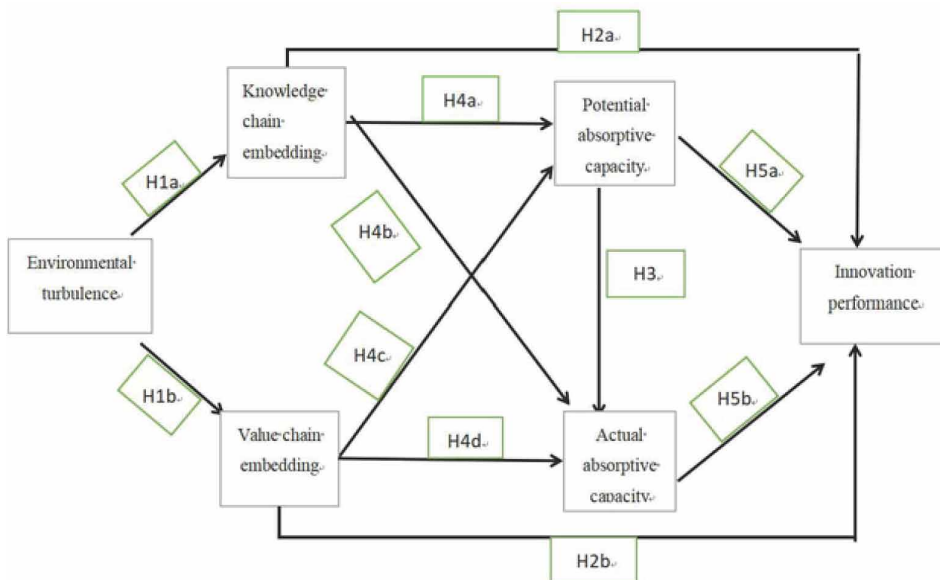 H2a
Knowledge
chain
embedding
H4a
Potential
absorptive
capacity
H1a
H5a
H4b
Environmental
turbulence
H3
Innovation
performance
H4c
H1b
H5b
Value chain
embedding
H4d
Actual
absorptive
capacity
H2b